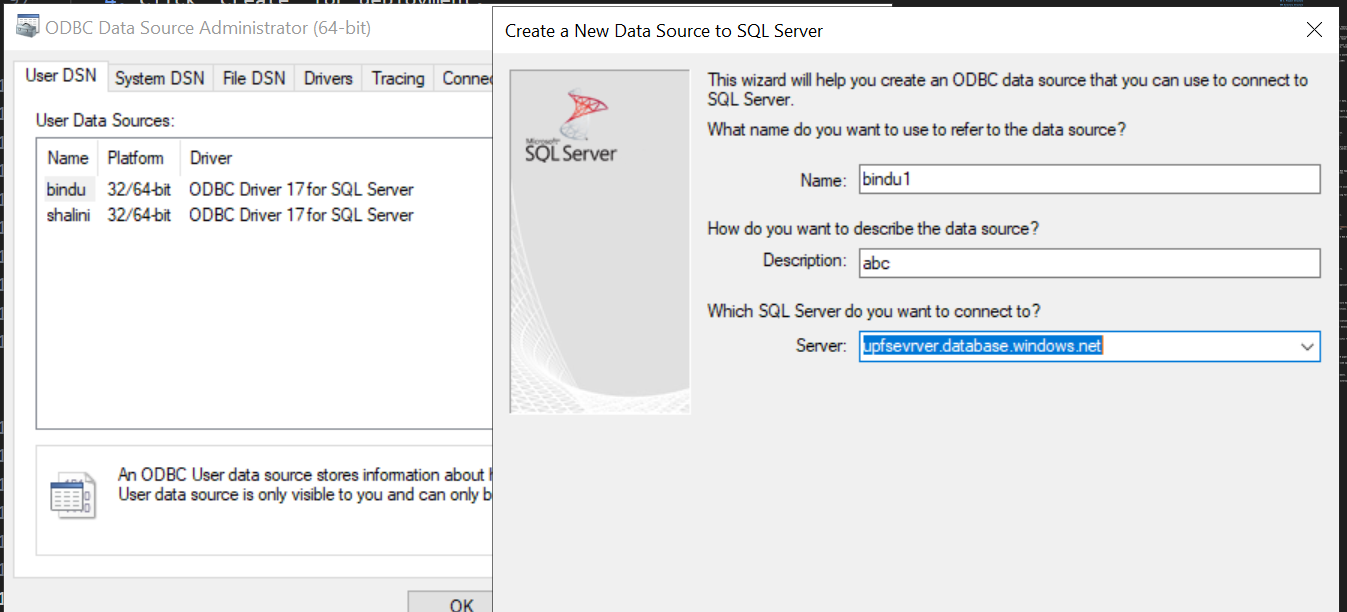 4. Click "Create" for deployment.
ODBC Data Source Administrator (64-bit)
User DSN System DSN File DSN Drivers Tracing Connec
User Data Sources:
Name Platform Driver
bindu 32/64-bit ODBC Driver 17 for SQL Server
shalini 32/64-bit ODBC Driver 17 for SQL Server
An ODBC User data source stores information about h
User data source is only visible to you and can only b
OK
Create a New Data Source to SQL Server
Microsoft
SQL Server
This wizard will help you create an ODBC data source that you can use to connect to
SQL Server.
What name do you want to use to refer to the data source?
Name: bindu1
How do you want to describe the data source?
Description: abc
Which SQL Server do you want to connect to?
Server: upfsevrver.database.windows.net